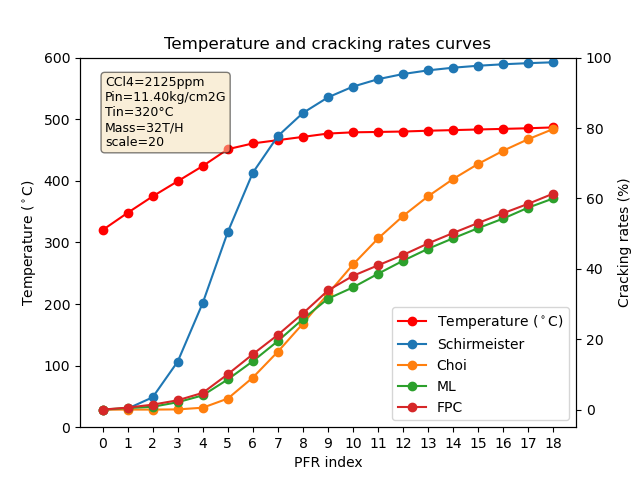 Temperature and cracking rates curves
CCl4=2125ppm
Pin=11.40kg/cm2G
Tin=320°C
Mass=32T/H
scale=20
600
500
400
300
200
100
0
Temperature (°C)
100
80
60
40
20
0
Cracking rates (%)
Temperature (°C)
Schirmeister
Choi
ML
FPC
0 1 2 3 4 5 6 7 8 9 10 11 12 13 14 15 16 17 18
PFR index